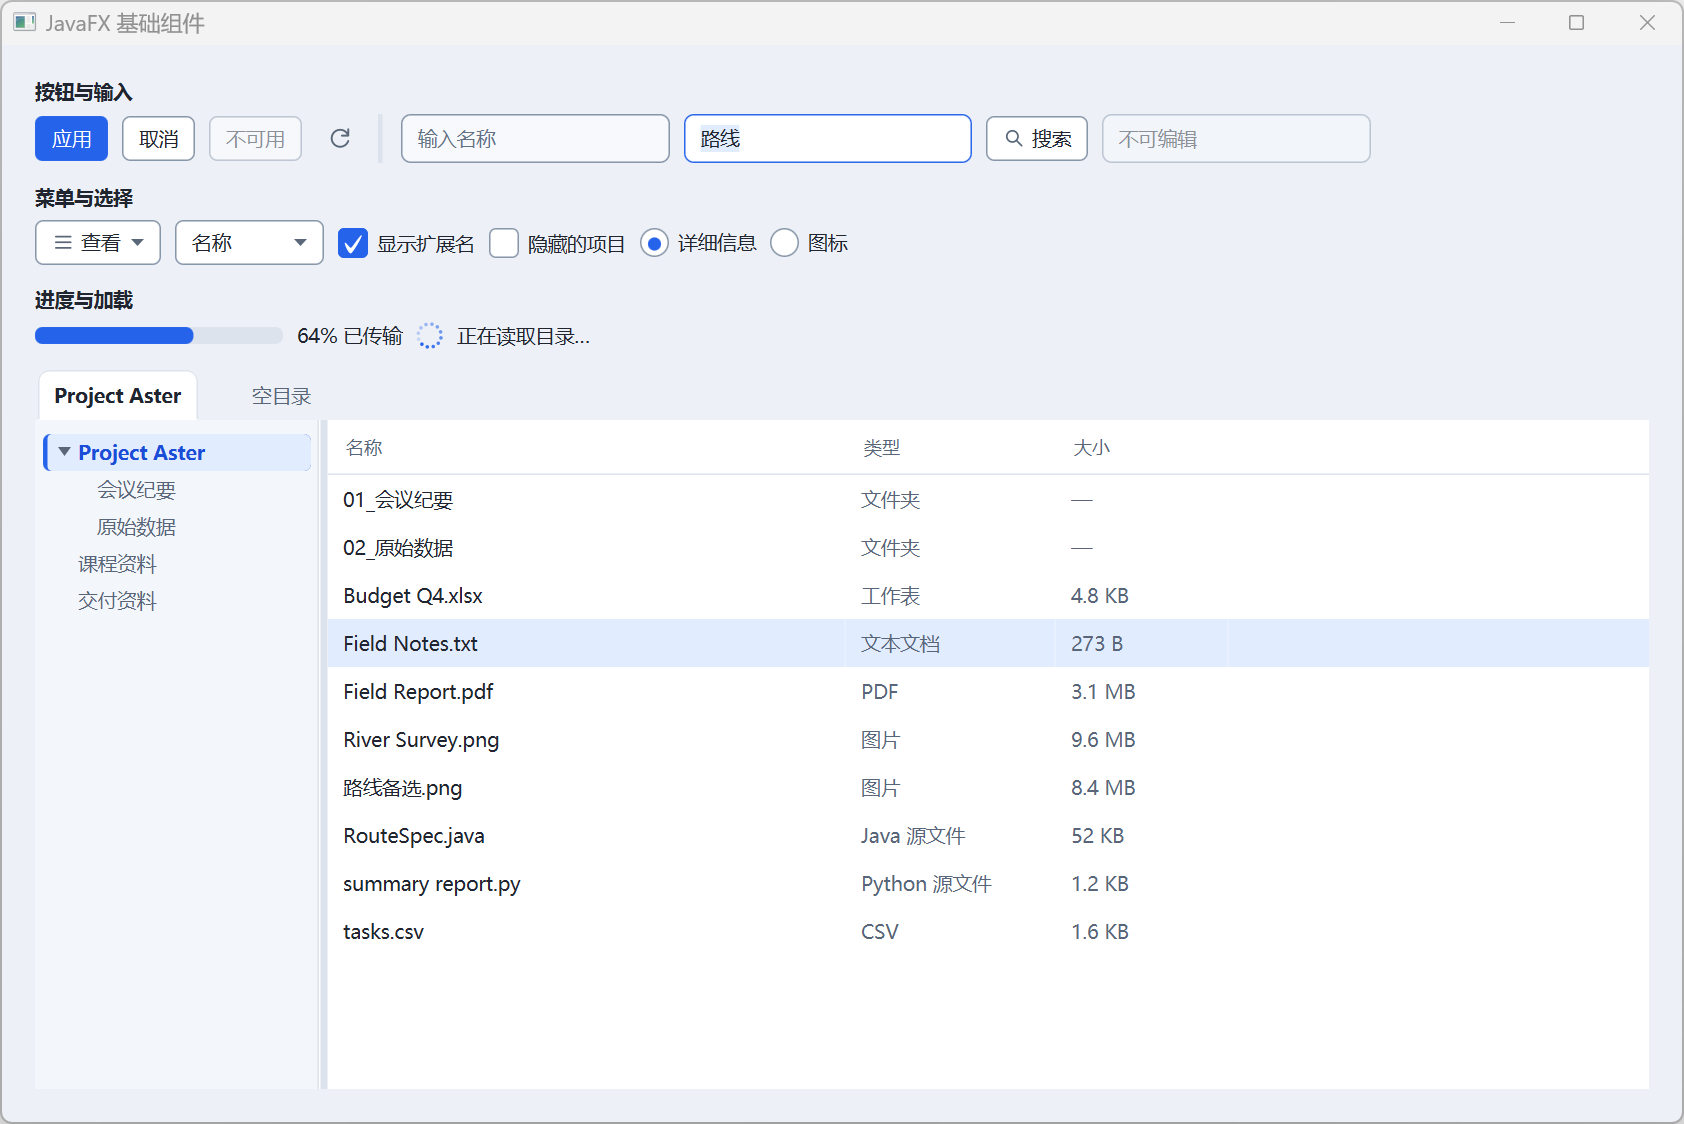 JavaFX 基础组件
按钮与输入
应用 取消 不可用 输入名称 路线 搜索 不可编辑
菜单与选择
查看 名称 显示扩展名 隐藏的项目 详细信息 图标
进度与加载
64% 已传输 正在读取目录...
Project Aster 空目录
Project Aster
会议纪要
原始数据
课程资料
交付资料
名称 类型 大小
01_会议纪要 文件夹 —
02_原始数据 文件夹 —
Budget Q4.xlsx 工作表 4.8 KB
Field Notes.txt 文本文档 273 B
Field Report.pdf PDF 3.1 MB
River Survey.png 图片 9.6 MB
路线备选.png 图片 8.4 MB
RouteSpec.java Java 源文件 52 KB
summary report.py Python 源文件 1.2 KB
tasks.csv CSV 1.6 KB